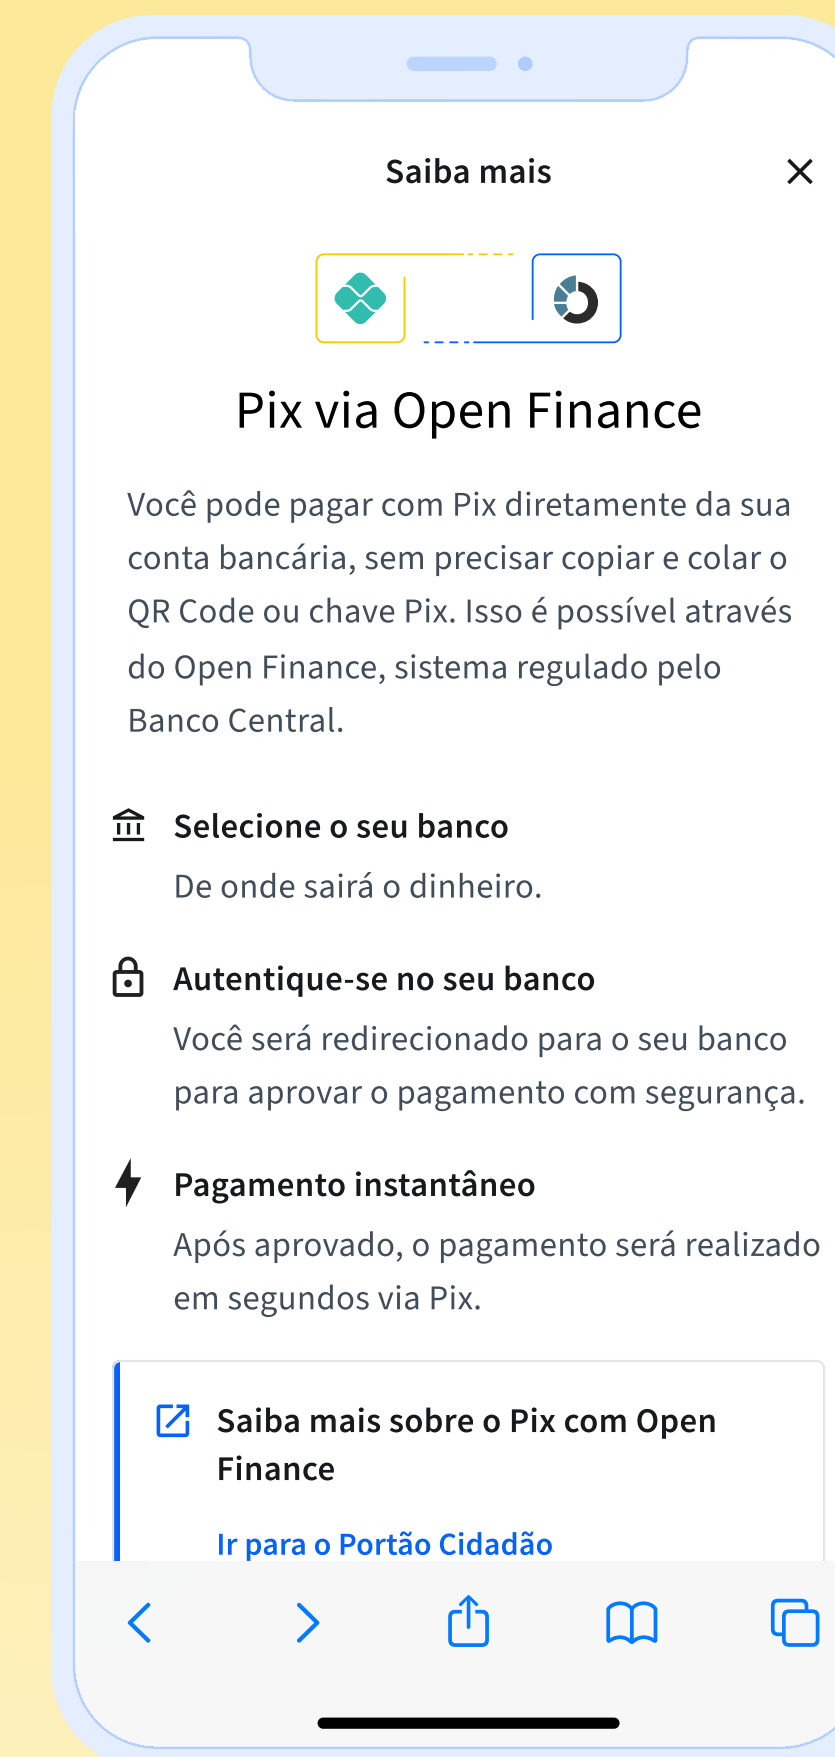 Saiba mais
Pix via Open Finance
Você pode pagar com Pix diretamente da sua
conta bancária, sem precisar copiar e colar o
QR Code ou chave Pix. Isso é possível através
do Open Finance, sistema regulado pelo
Banco Central.
Selecione o seu banco
De onde sairá o dinheiro.
Autentique-se no seu banco
Você será redirecionado para o seu banco
para aprovar o pagamento com segurança.
Pagamento instantâneo
Após aprovado, o pagamento será realizado
em segundos via Pix.
Saiba mais sobre o Pix com Open
Finance
Ir para o Portão Cidadão